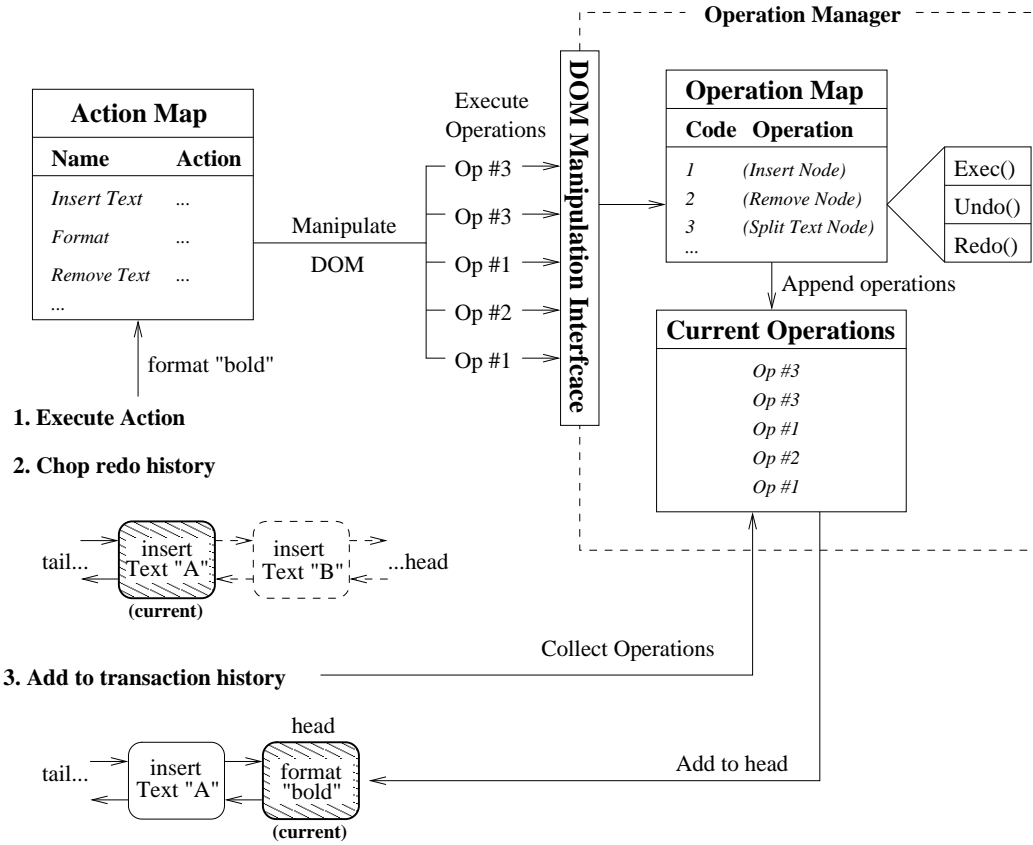 Operation Manager
Action Map
Name Action
Insert Text ...
Format ...
Remove Text ...
...
format "bold"
1. Execute Action
Manipulate
DOM
Execute
Operations
Op #3
Op #3
Op #1
Op #2
Op #1
DOM Manipulation Interfcace
Operation Map
Code Operation
1 (Insert Node)
2 (Remove Node)
3 (Split Text Node)
...
Exec()
Undo()
Redo()
Append operations
Current Operations
Op #3
Op #3
Op #1
Op #2
Op #1
2. Chop redo history
tail...
insert
Text "A"
(current)
insert
Text "B"
...head
Collect Operations
3. Add to transaction history
head
tail...
insert
Text "A"
format
"bold"
(current)
Add to head